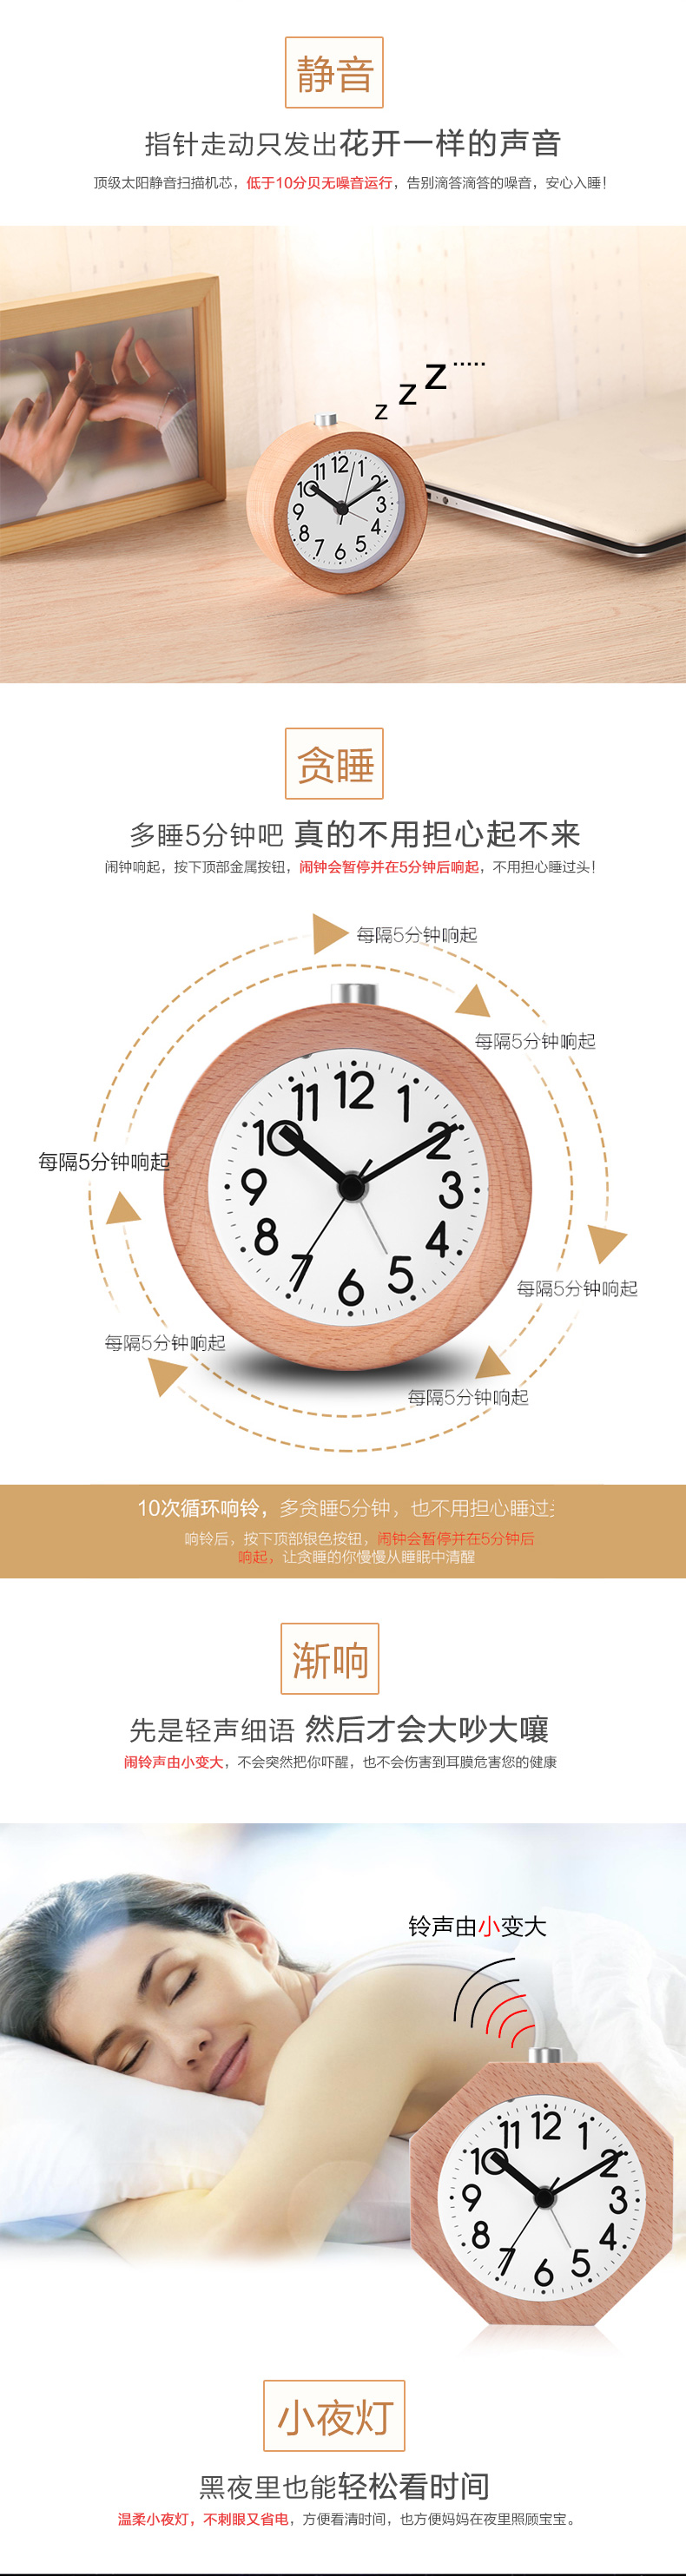 静音
指针走动只发出花开一样的声音
顶级太阳静音扫描机芯，低于10分贝无噪音运行，告别滴答滴答的噪音，安心入睡！
z z z ·····
11 12 1
10 2
9 3
8 4
7 6 5
贪睡
多睡5分钟吧 真的不用担心起不来
闹钟响起，按下顶部金属按钮，闹钟会暂停并在5分钟后响起，不用担心睡过头！
每隔5分钟响起
每隔5分钟响起
每隔5分钟响起
每隔5分钟响起
每隔5分钟响起
每隔5分钟响起
11 12 1
10 2
9 3
8 4
7 6 5
10次循环响铃，多贪睡5分钟，也不用担心睡过
响铃后，按下顶部银色按钮，闹钟会暂停并在5分钟后
响起，让贪睡的你慢慢从睡眠中清醒
渐响
先是轻声细语 然后才会大吵大嚷
闹铃声由小变大，不会突然把你吓醒，也不会伤害到耳膜危害您的健康
铃声由小变大
11 12 1
10 2
9 3
8 4
7 6 5
小夜灯
黑夜里也能轻松看时间
温柔小夜灯，不刺眼又省电，方便看清时间，也方便妈妈在夜里照顾宝宝。